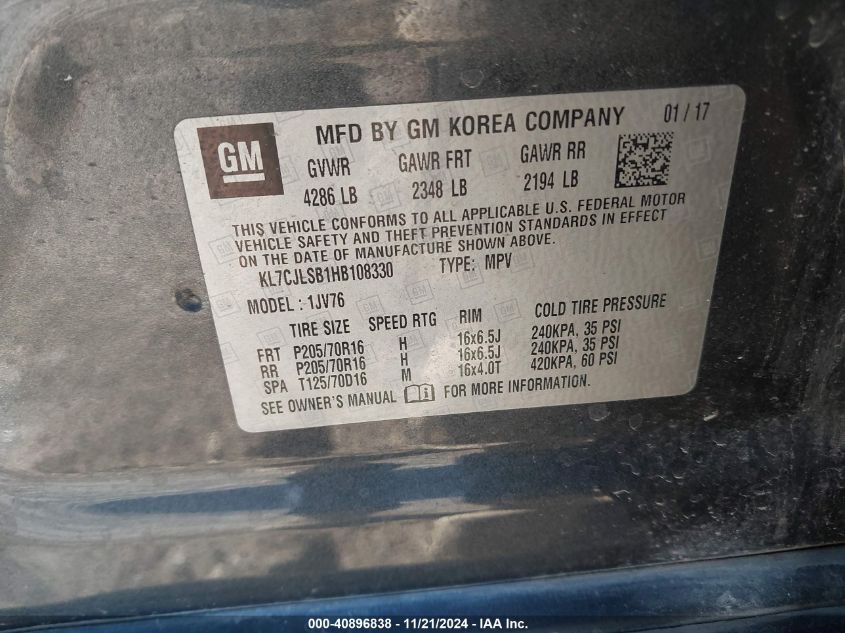 GM
MFD BY GM KOREA COMPANY 01 / 17
GVWR GAWR FRT GAWR RR
4286 LB 2348 LB 2194 LB
THIS VEHICLE CONFORMS TO ALL APPLICABLE U.S. FEDERAL MOTOR
VEHICLE SAFETY AND THEFT PREVENTION STANDARDS IN EFFECT
ON THE DATE OF MANUFACTURE SHOWN ABOVE.
KL7CJLSB1HB108330 TYPE: MPV
MODEL : 1JV76
TIRE SIZE SPEED RTG RIM COLD TIRE PRESSURE
FRT P205/70R16 H 16x6.5J 240KPA, 35 PSI
RR P205/70R16 H 16x6.5J 240KPA, 35 PSI
SPA T125/70D16 M 16x4.0T 420KPA, 60 PSI
SEE OWNER'S MANUAL FOR MORE INFORMATION.
000-40896838 - 11/21/2024 - IAA Inc.